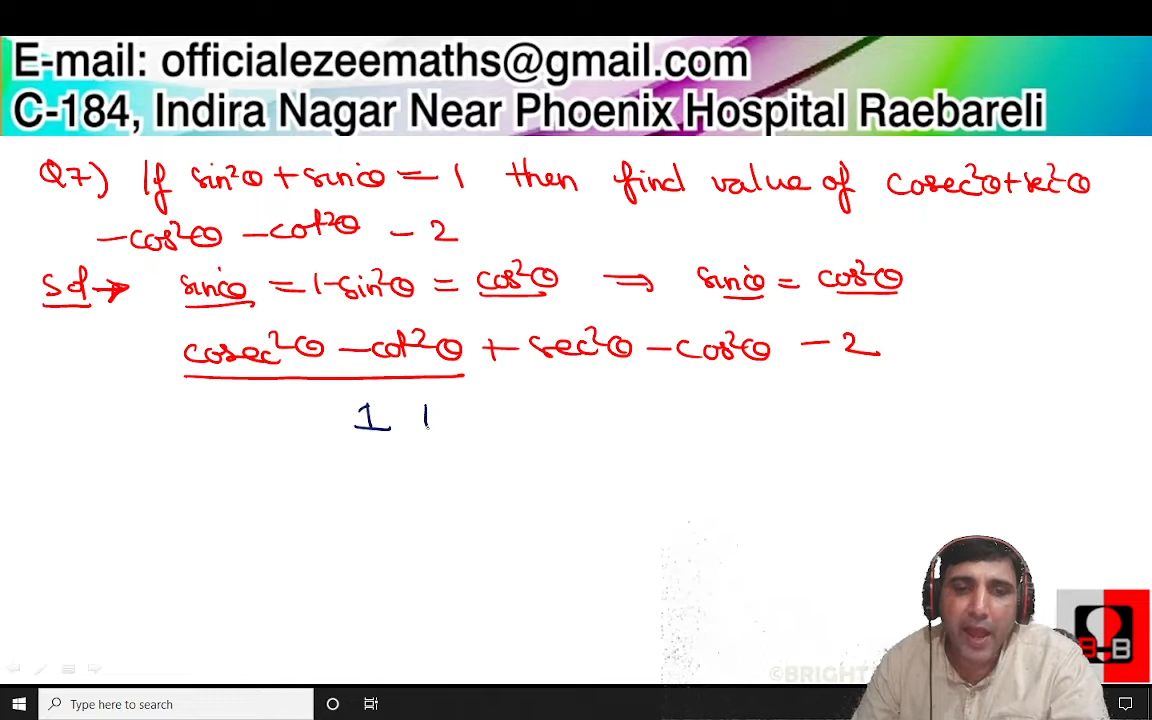 E-mail: officialezeemaths@gmail.com
C-184, Indira Nagar Near Phoenix Hospital Raebareli
Q7) If sin²θ + sinθ = 1 then find value of cosec²θ + sec²θ
- cos²θ - cot²θ - 2
Sol → sinθ = 1 - sin²θ = cos²θ ⇒ sinθ = cos²θ
cosec²θ - cot²θ + sec²θ - cos²θ - 2
1 |
©BRIGHT
B B
Type here to search